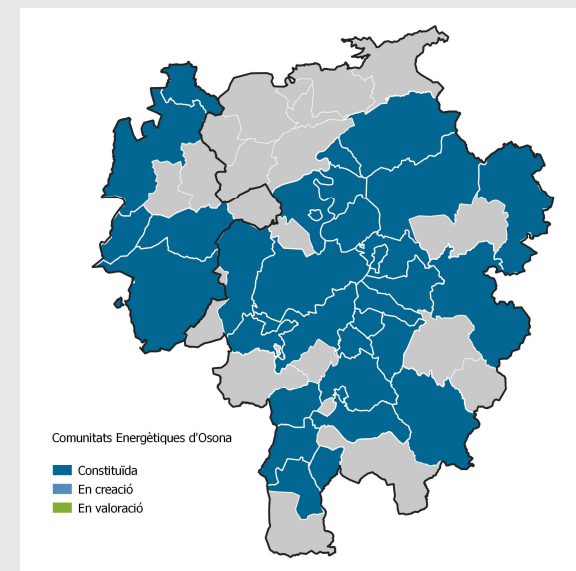 Comunitats Energètiques d'Osona
Constituïda
En creació
En valoració